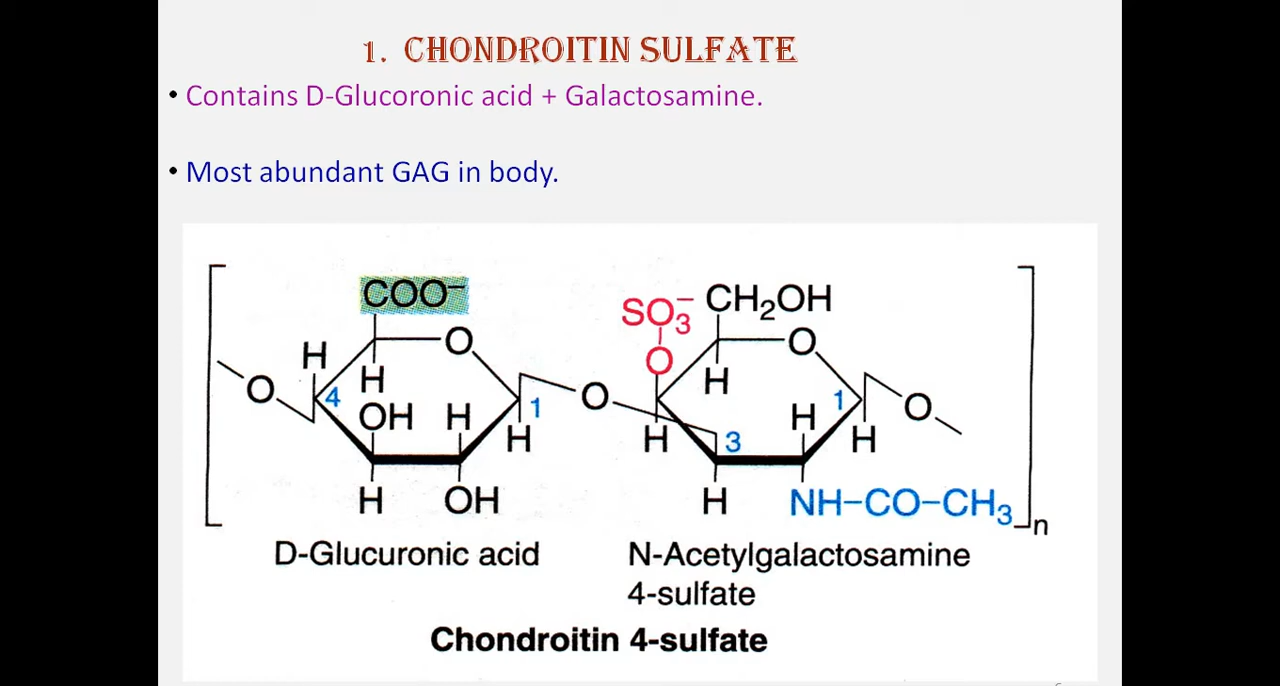 1. CHONDROITIN SULFATE
• Contains D-Glucoronic acid + Galactosamine.
• Most abundant GAG in body.
COO⁻
SO₃⁻ CH₂OH
O O O
H H H
4 OH H 1 O H 1 O
O H H 3 H
H OH H NH–CO–CH₃ n
D-Glucuronic acid N-Acetylgalactosamine
4-sulfate
Chondroitin 4-sulfate